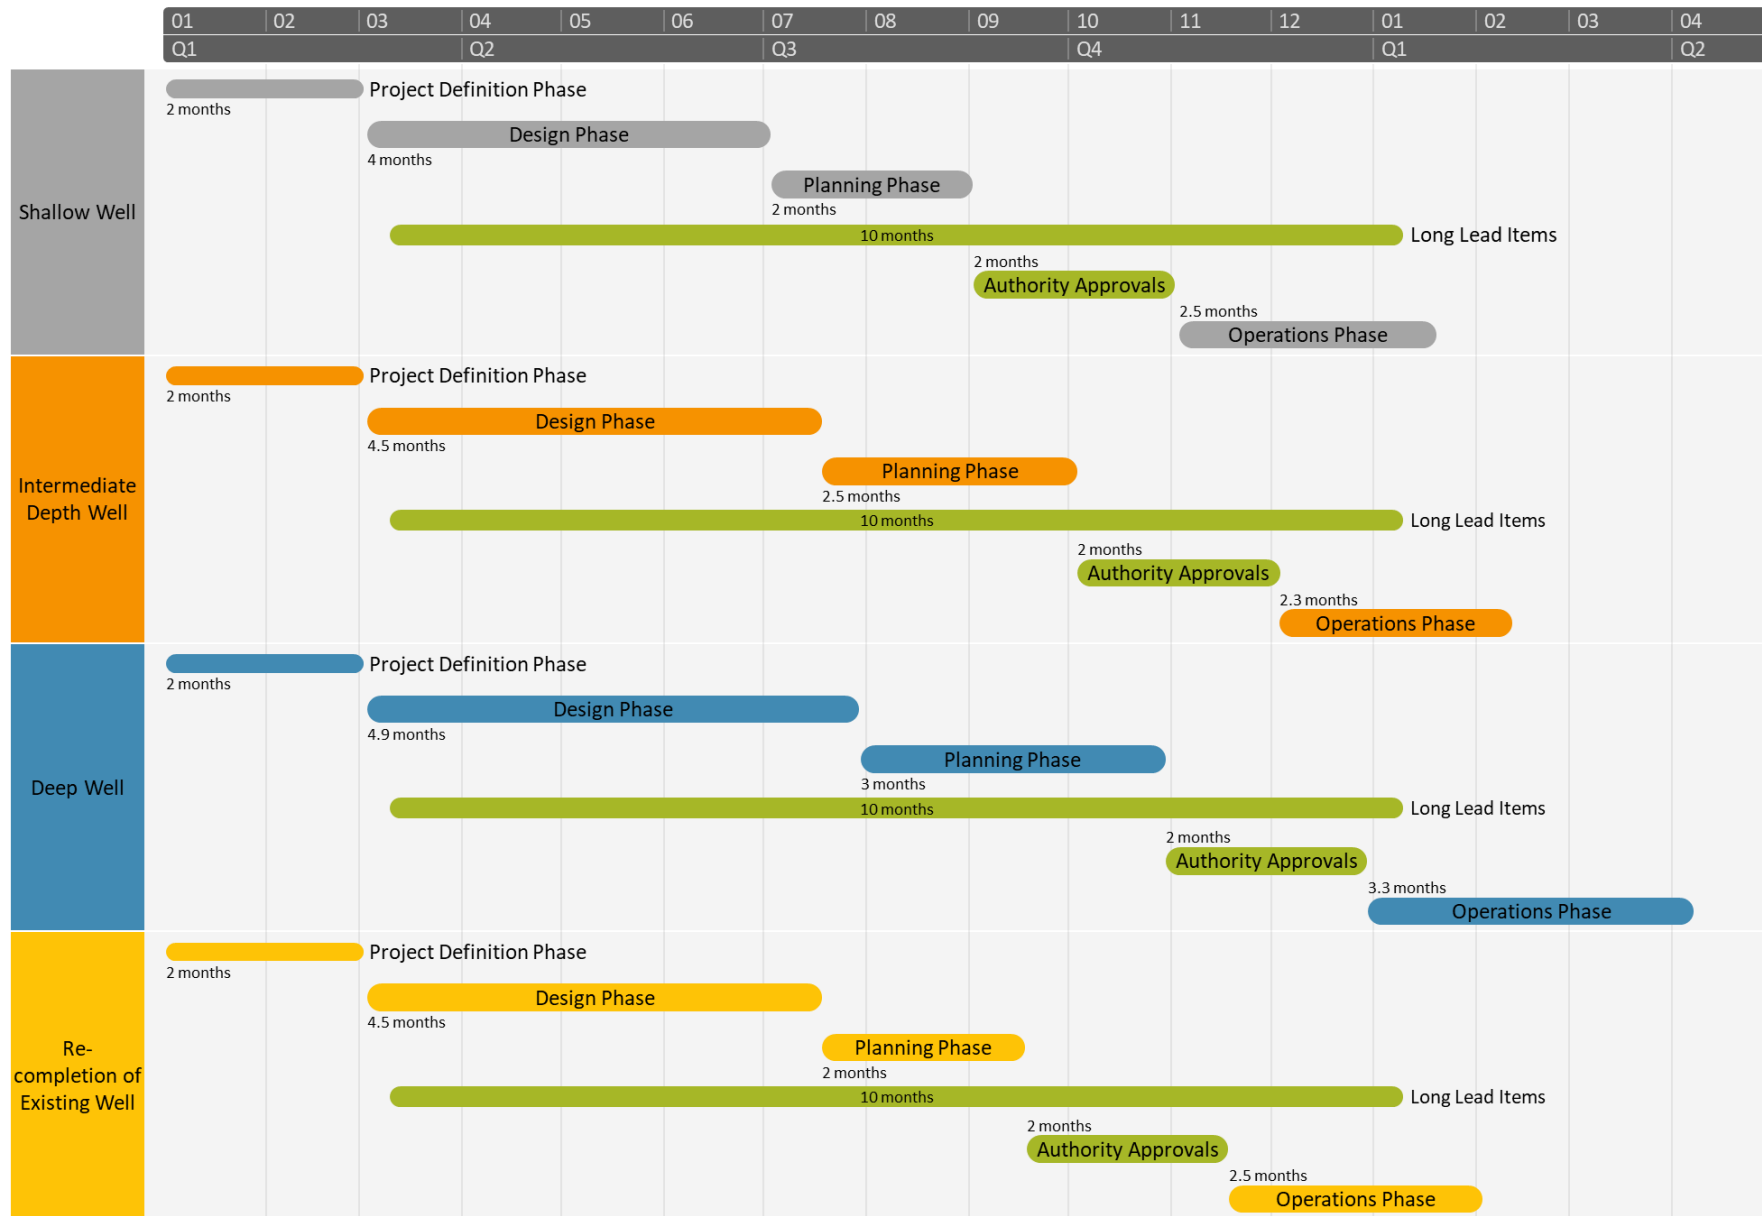 01 02 03 04 05 06 07 08 09 10 11 12 01 02 03 04
Q1 Q2 Q3 Q4 Q1 Q2
Shallow Well
Project Definition Phase
2 months
Design Phase
4 months
Planning Phase
2 months
10 months
Long Lead Items
2 months
Authority Approvals
2.5 months
Operations Phase
Intermediate
Depth Well
Project Definition Phase
2 months
Design Phase
4.5 months
Planning Phase
2.5 months
10 months
Long Lead Items
2 months
Authority Approvals
2.3 months
Operations Phase
Deep Well
Project Definition Phase
2 months
Design Phase
4.9 months
Planning Phase
3 months
10 months
Long Lead Items
2 months
Authority Approvals
3.3 months
Operations Phase
Re-
completion of
Existing Well
Project Definition Phase
2 months
Design Phase
4.5 months
Planning Phase
2 months
10 months
Long Lead Items
2 months
Authority Approvals
2.5 months
Operations Phase